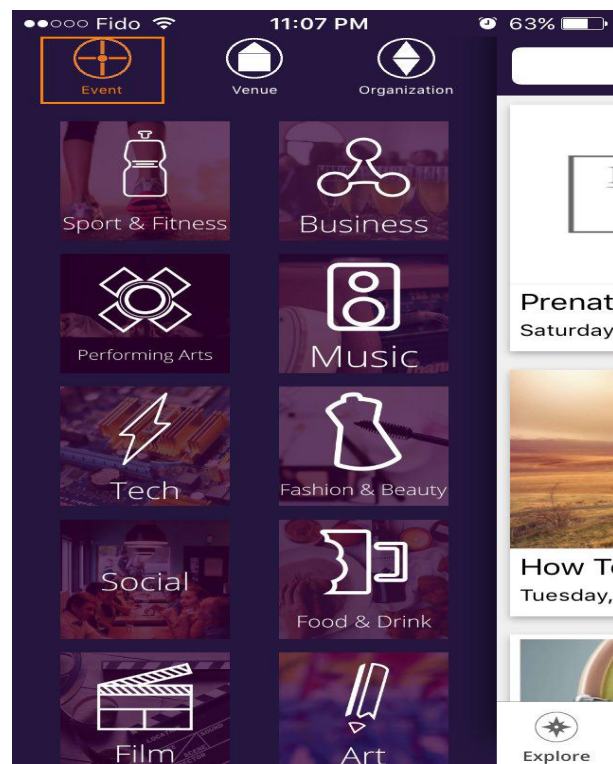 ●●○○○ Fido 11:07 PM 63%
Event Venue Organization
Sport & Fitness Business
Performing Arts Music
Tech Fashion & Beauty
Social Food & Drink
Film Art
Prenat
Saturday
How T
Tuesday,
Explore